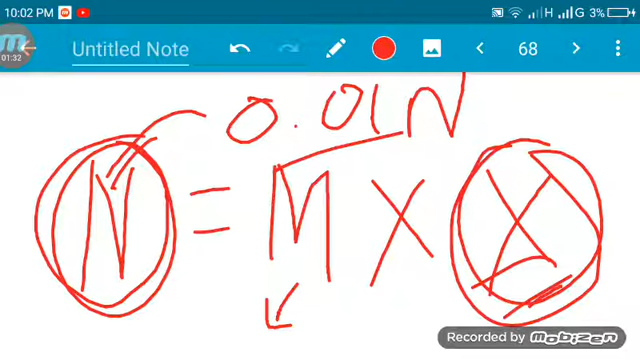 10:02 PM H G 3%
M 01:32 Untitled Note 68
0.01N
N = M × X
Recorded by mobizen